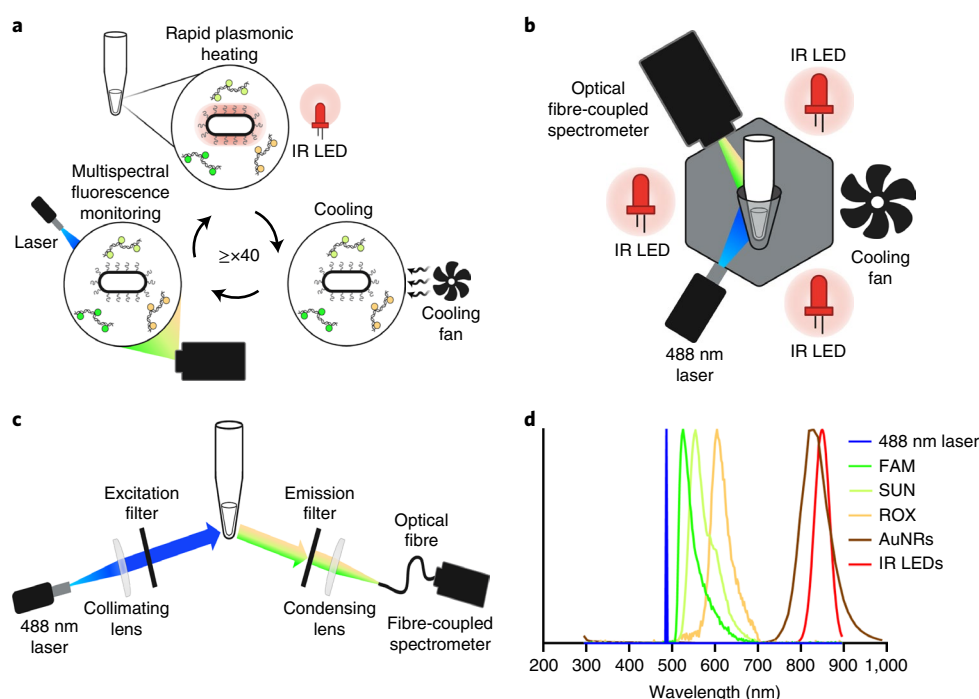 a
Rapid plasmonic
heating
IR LED
Multispectral
fluorescence
monitoring
Laser
≥×40
Cooling
Cooling
fan
b
IR LED
Optical
fibre-coupled
spectrometer
IR LED
Cooling
fan
488 nm
laser
IR LED
c
Excitation
filter
Emission
filter
Optical
fibre
488 nm
laser
Collimating
lens
Condensing
lens
Fibre-coupled
spectrometer
d
488 nm laser
FAM
SUN
ROX
AuNRs
IR LEDs
200 300 400 500 600 700 800 900 1,000
Wavelength (nm)